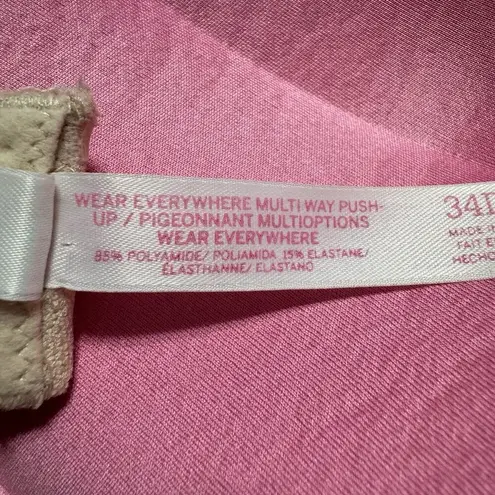 WEAR EVERYWHERE MULTI WAY PUSH-
UP / PIGEONNANT MULTIOPTIONS
WEAR EVERYWHERE
85% POLYAMIDE/ POLIAMIDA 15% ELASTANE/
ÉLASTHANNE/ ELASTANO
MADE IN
FAIT
HECHO